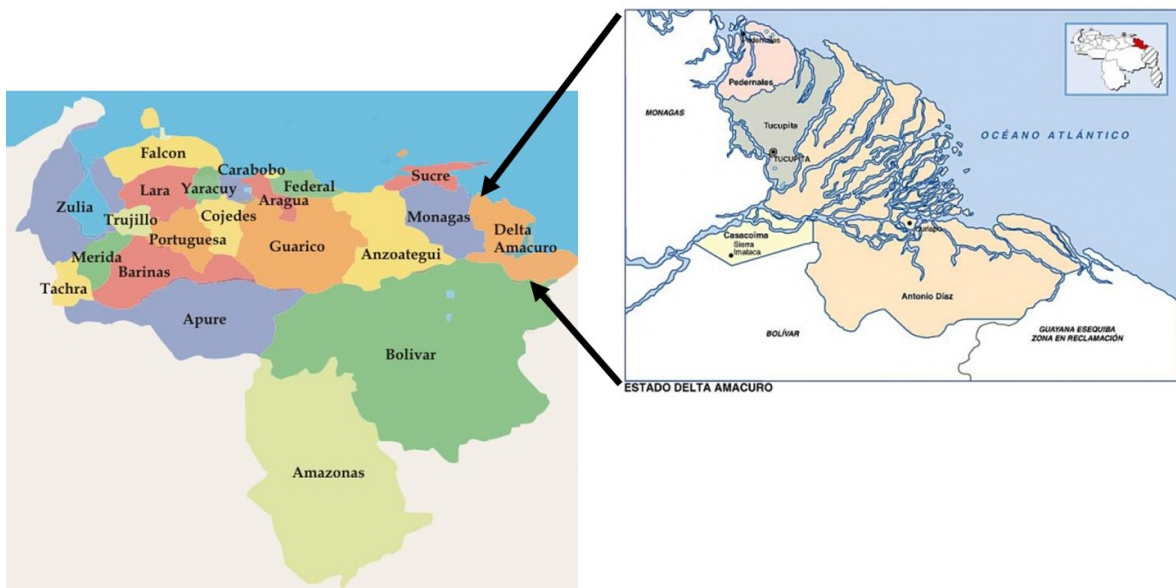 Falcon
Carabobo
Federal
Sucre
Lara
Yaracuy
Aragua
Zulia
Trujillo
Cojedes
Monagas
Delta
Amacuro
Portuguesa
Guarico
Anzoategui
Merida
Barinas
Tachra
Apure
Bolivar
Amazonas
Pedernales
Pedernales
MONAGAS
Tucupita
TUCUPITA
OCÉANO ATLÁNTICO
Casacoima
Sierra
Imataca
Antonio Díaz
BOLÍVAR
GUAYANA ESEQUIBA
ZONA EN RECLAMACIÓN
ESTADO DELTA AMACURO